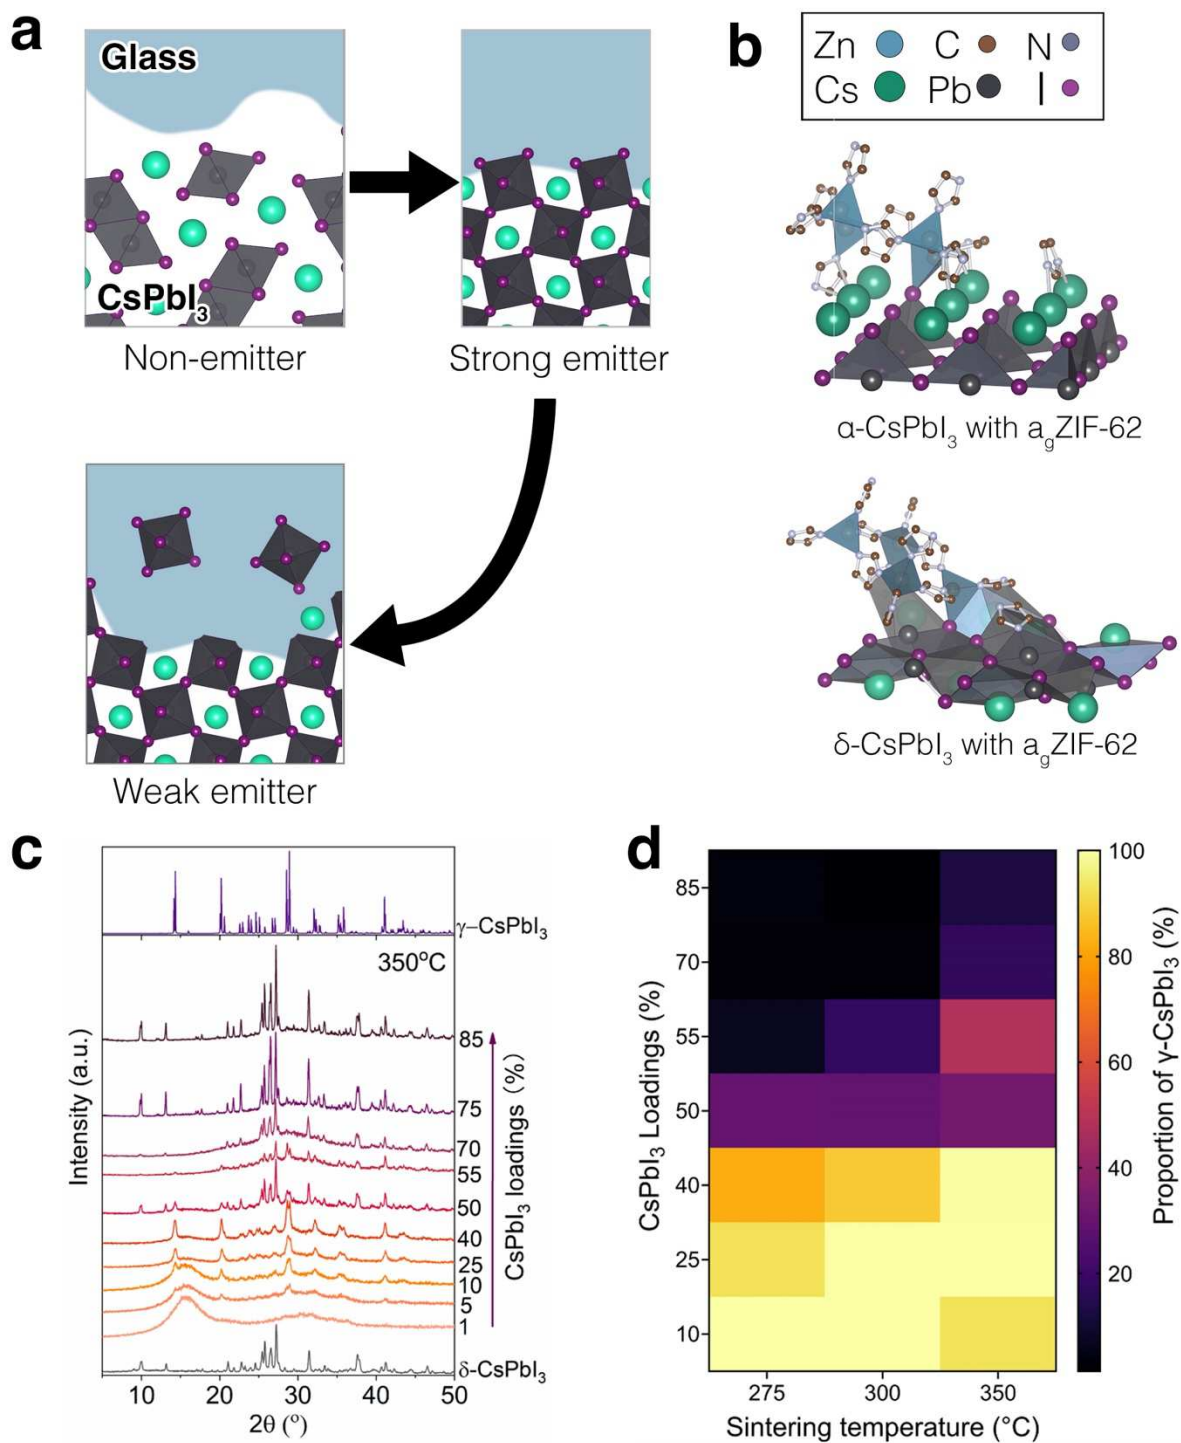 a
Glass
CsPbI₃
Non-emitter
Strong emitter
Weak emitter
b
Zn C N
Cs Pb I
α-CsPbI₃ with agZIF-62
δ-CsPbI₃ with agZIF-62
c
γ–CsPbI₃
350°C
85
75
70
55
50
40
25
10
5
1
δ-CsPbI₃
Intensity (a.u.)
CsPbI₃ loadings (%)
10 20 30 40 50
2θ (°)
d
85
70
55
50
40
25
10
CsPbI₃ Loadings (%)
275 300 350
Sintering temperature (°C)
100
80
60
40
20
Proportion of γ-CsPbI₃ (%)